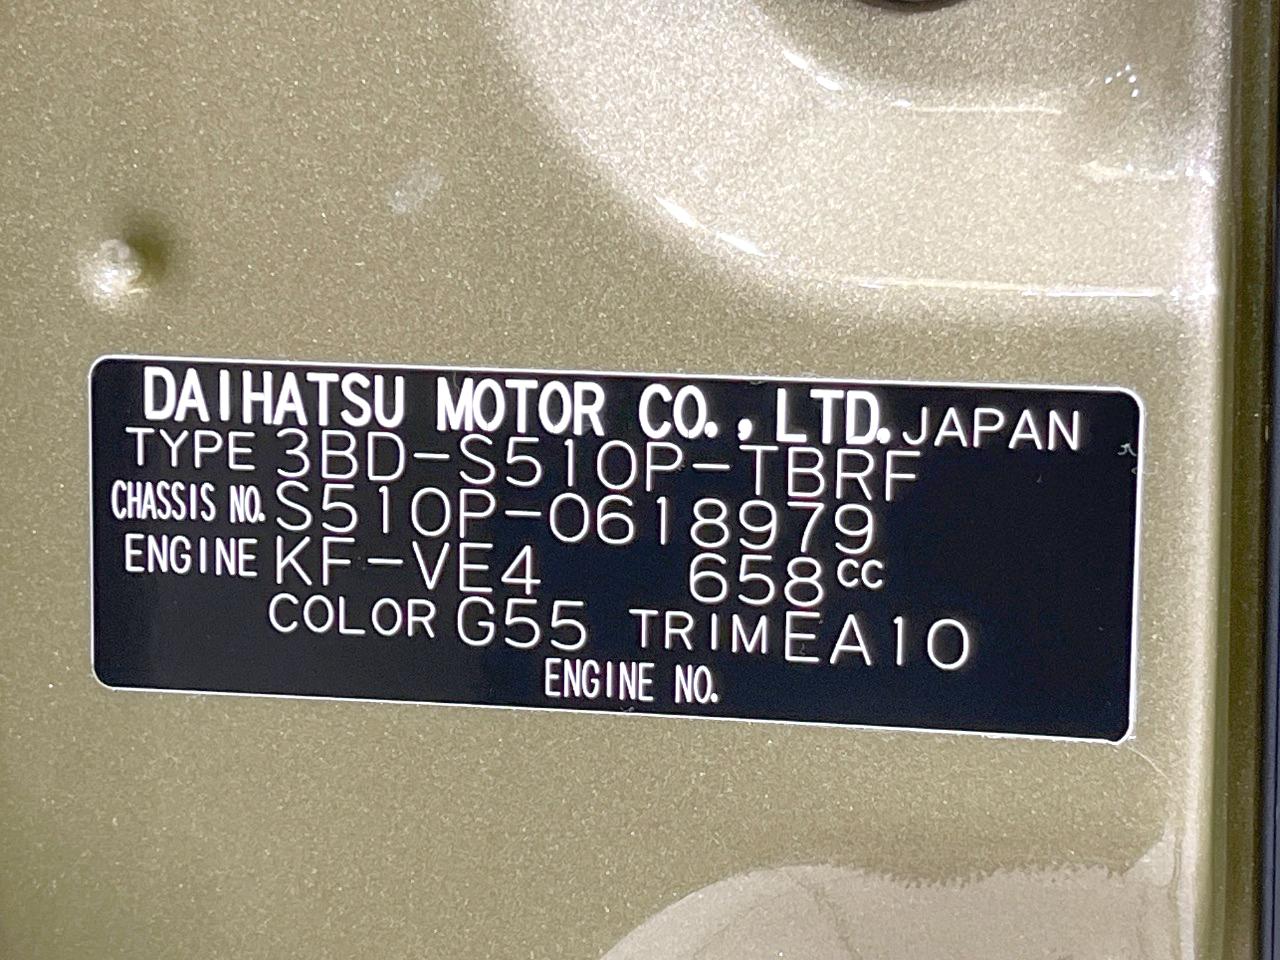 DAIHATSU MOTOR CO., LTD. JAPAN
TYPE 3BD-S510P-TBRF
CHASSIS NO. S510P-0618979
ENGINE KF-VE4 658cc
COLOR G55 TRIM EA10
ENGINE NO.